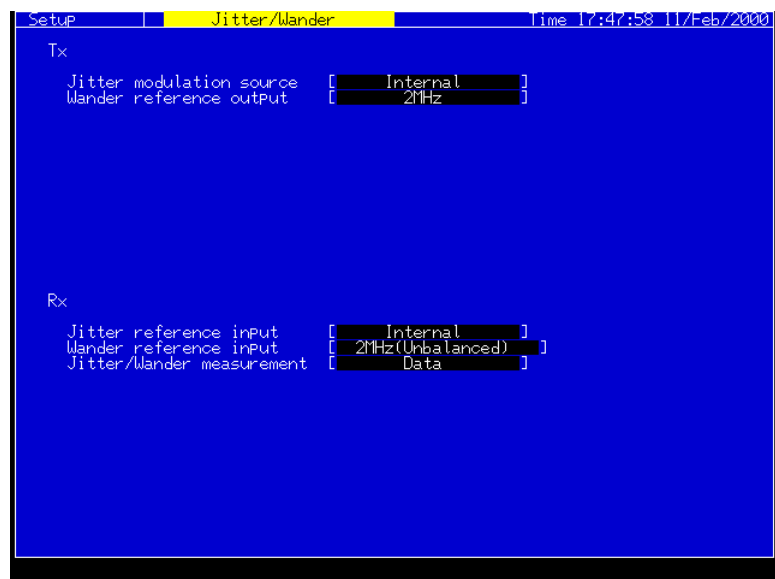 Setup | Jitter/Wander Time 17:47:58 11/Feb/2000
Tx
Jitter modulation source [ Internal ]
Wander reference output [ 2MHz ]
Rx
Jitter reference input [ Internal ]
Wander reference input [ 2MHz(Unbalanced) ]
Jitter/Wander measurement [ Data ]